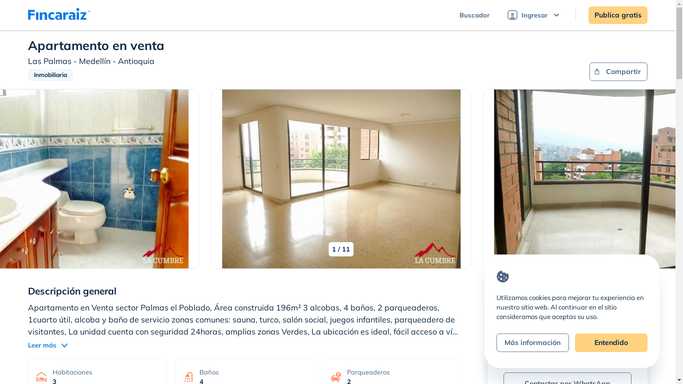 Fincaraiz
Buscador
Ingresar
Publica gratis
Apartamento en venta
Las Palmas - Medellín - Antioquia
Inmobiliaria
Compartir
LA CUMBRE
1 / 11
LA CUMBRE
Descripción general
Apartamento en Venta sector Palmas el Poblado, Área construida 196m² 3 alcobas, 4 baños, 2 parqueaderos,
1cuarto útil, alcoba y baño de servicio zonas comunes: sauna, turco, salón social, juegos infantiles, parqueadero de
visitantes, La unidad cuenta con seguridad 24horas, amplias zonas Verdes, La ubicación es ideal, fácil acceso a ví...
Leer más
Habitaciones
3
Baños
4
Parqueaderos
2
Utilizamos cookies para mejorar tu experiencia en
nuestro sitio web. Al continuar en el sitio
consideramos que aceptas su uso.
Más información
Entendido
Contactar por WhatsApp